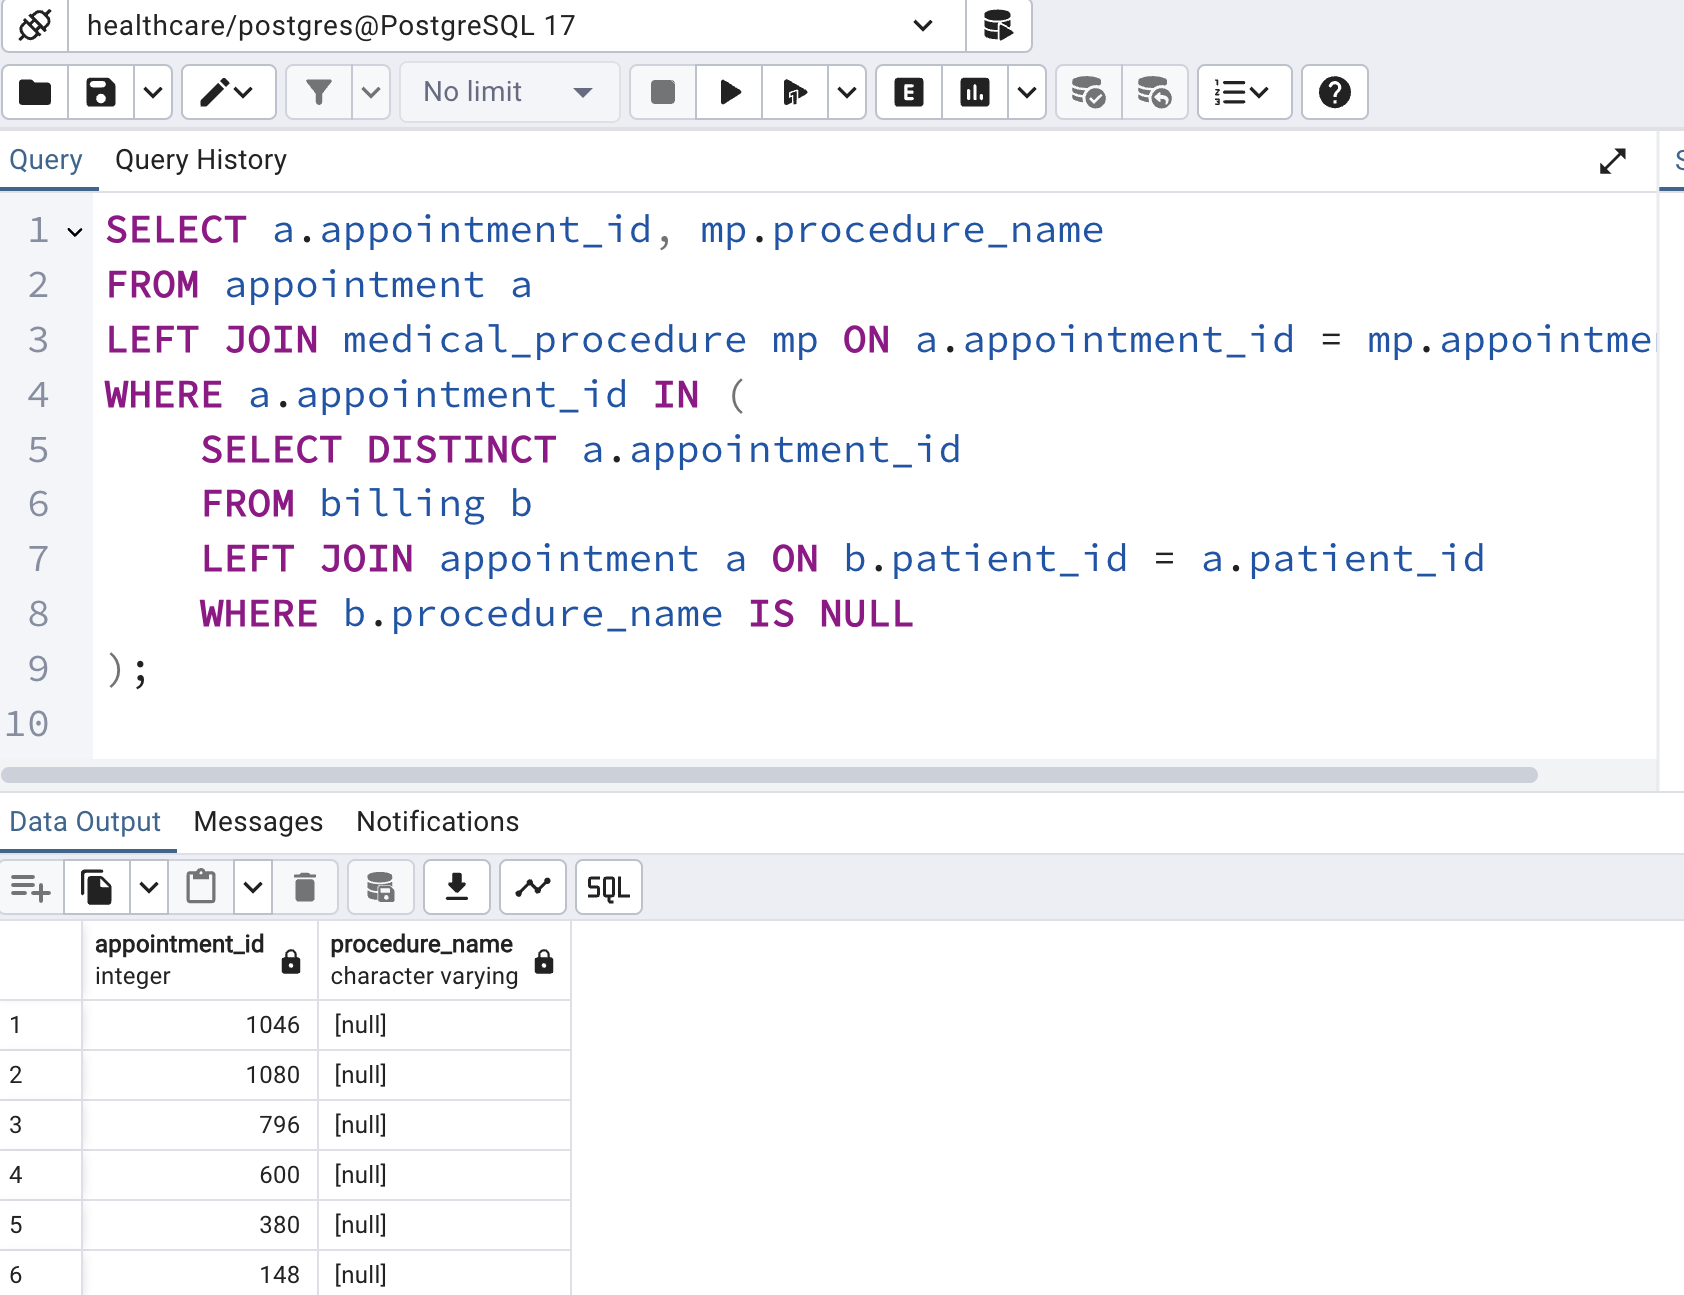 healthcare/postgres@PostgreSQL 17
No limit
Query Query History
1 SELECT a.appointment_id, mp.procedure_name
2 FROM appointment a
3 LEFT JOIN medical_procedure mp ON a.appointment_id = mp.appointme
4 WHERE a.appointment_id IN (
5 SELECT DISTINCT a.appointment_id
6 FROM billing b
7 LEFT JOIN appointment a ON b.patient_id = a.patient_id
8 WHERE b.procedure_name IS NULL
9 );
10
Data Output Messages Notifications
SQL
appointment_id procedure_name
integer character varying
1 1046 [null]
2 1080 [null]
3 796 [null]
4 600 [null]
5 380 [null]
6 148 [null]